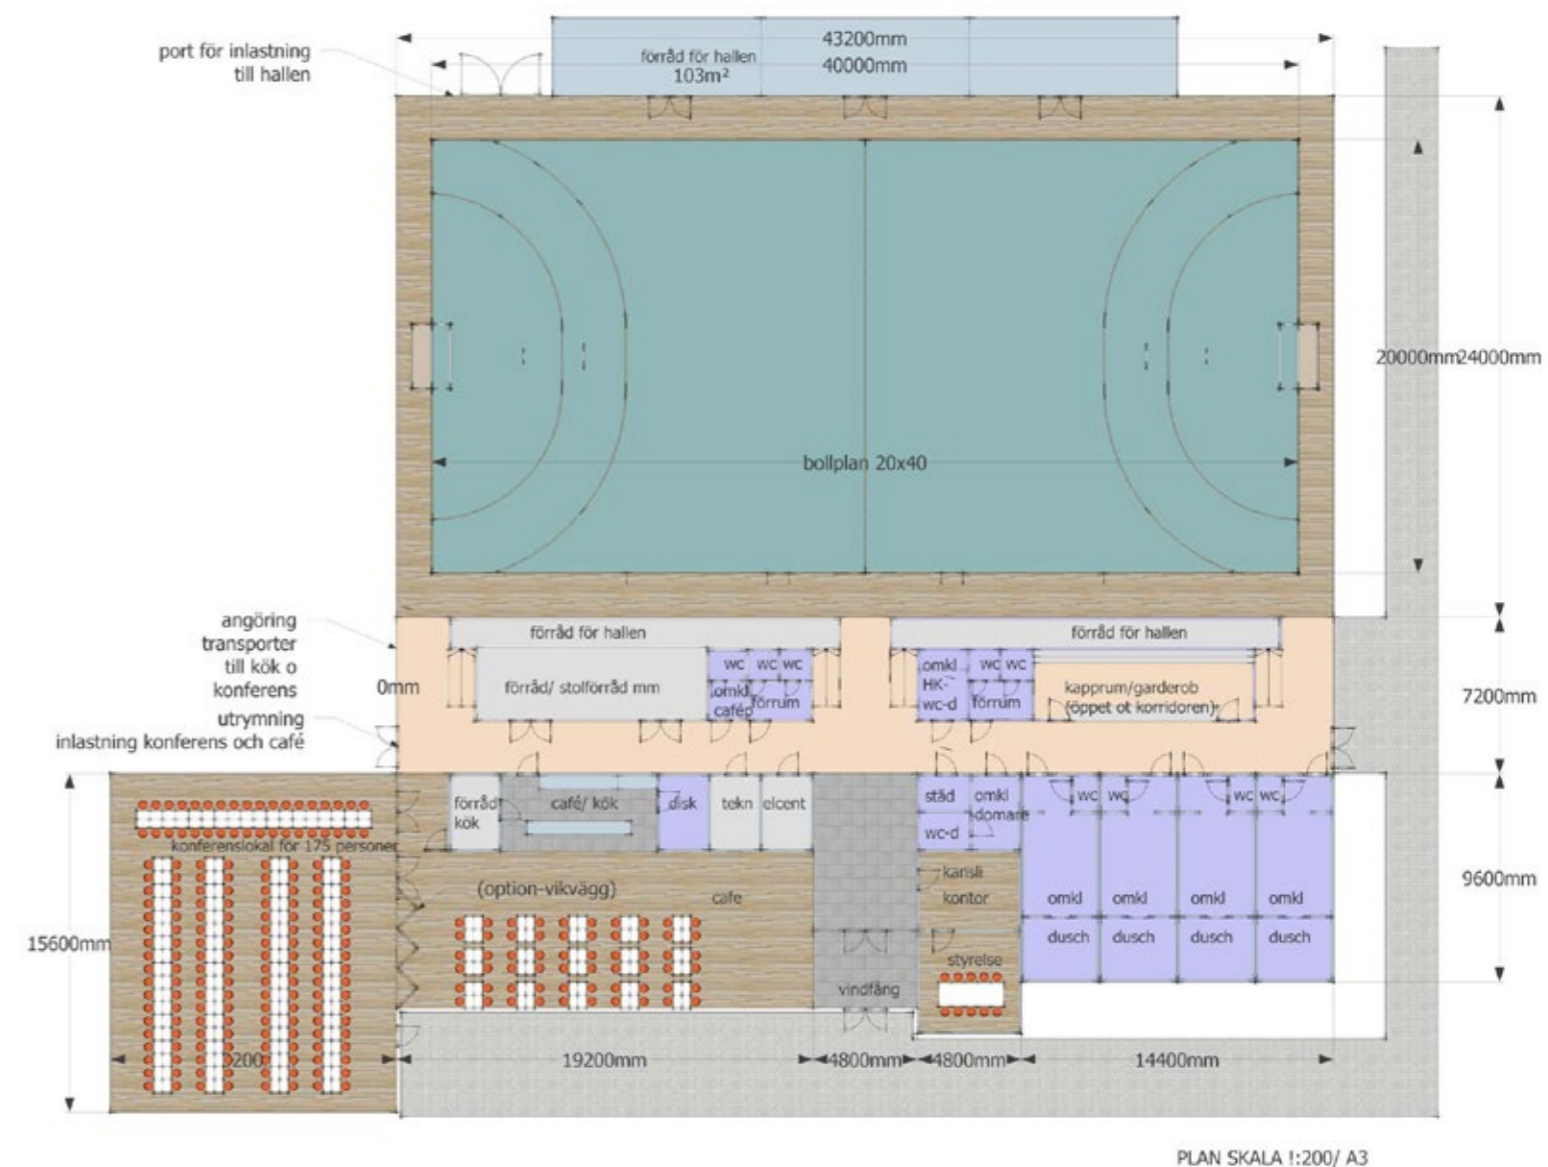 43200mm
port för inlastning
till hallen
förråd för hallen
103m²
40000mm
20000mm
24000mm
bollplan 20x40
angöring
transporter
till kök o
konferens
utrymning
inlastning konferens och café
0mm
förråd för hallen
förråd för hallen
förråd/ stolförråd mm
wc
wc
wc
omkl
cafép
förrum
omkl
HK-
wc-d
wc
wc
förrum
kapprum/garderob
(öppet ot korridoren)
7200mm
förråd
kök
café/ kök
disk
tekn
elcent
städ
wc-d
omkl
domare
wc
wc
wc
wc
konferenslokal för 175 personer
(option-vikvägg)
cafe
kansli
kontor
omkl
omkl
omkl
omkl
9600mm
dusch
dusch
dusch
dusch
15600mm
styrelse
vindfång
19200mm
4800mm
4800mm
14400mm
PLAN SKALA !:200/ A3